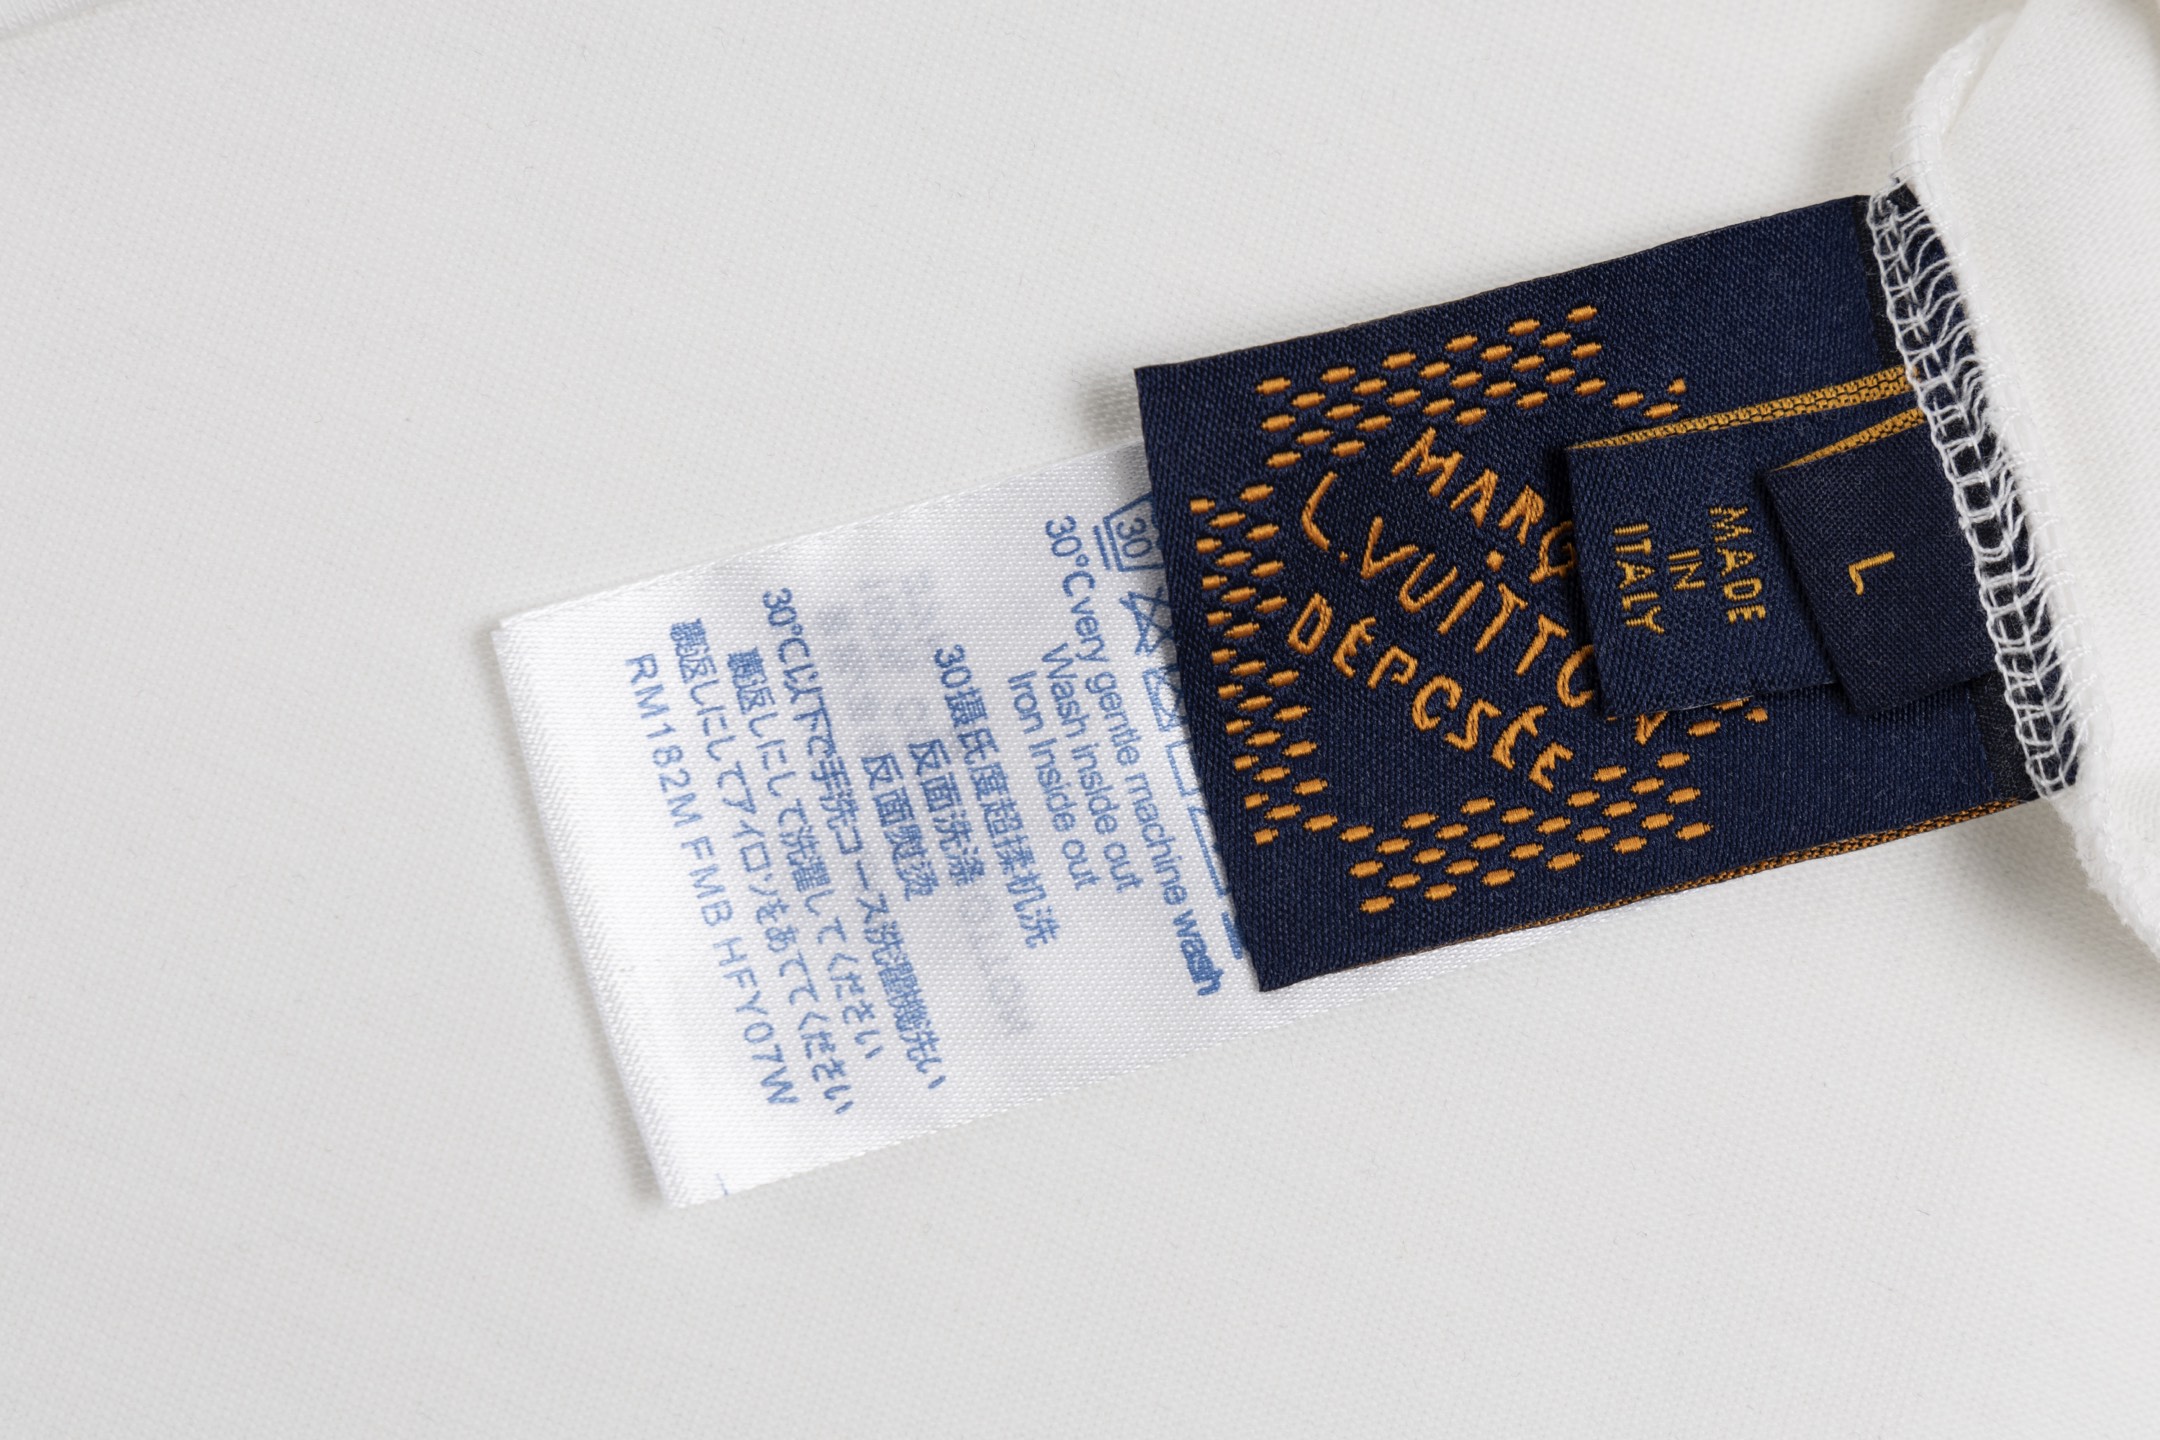 MARQ
L.VUITTO
DÉPOSÉE
MADE
IN
ITALY
L
30
30°C very gentle machine wash
Wash inside out
Iron Inside out
30摄氏度超柔机洗
反面洗涤
反面熨烫
30℃以下で手洗コース洗濯機洗い
裏返しにして洗濯してください
裏返しにしてアイロンをあててください
RM182M FMB HFY07W